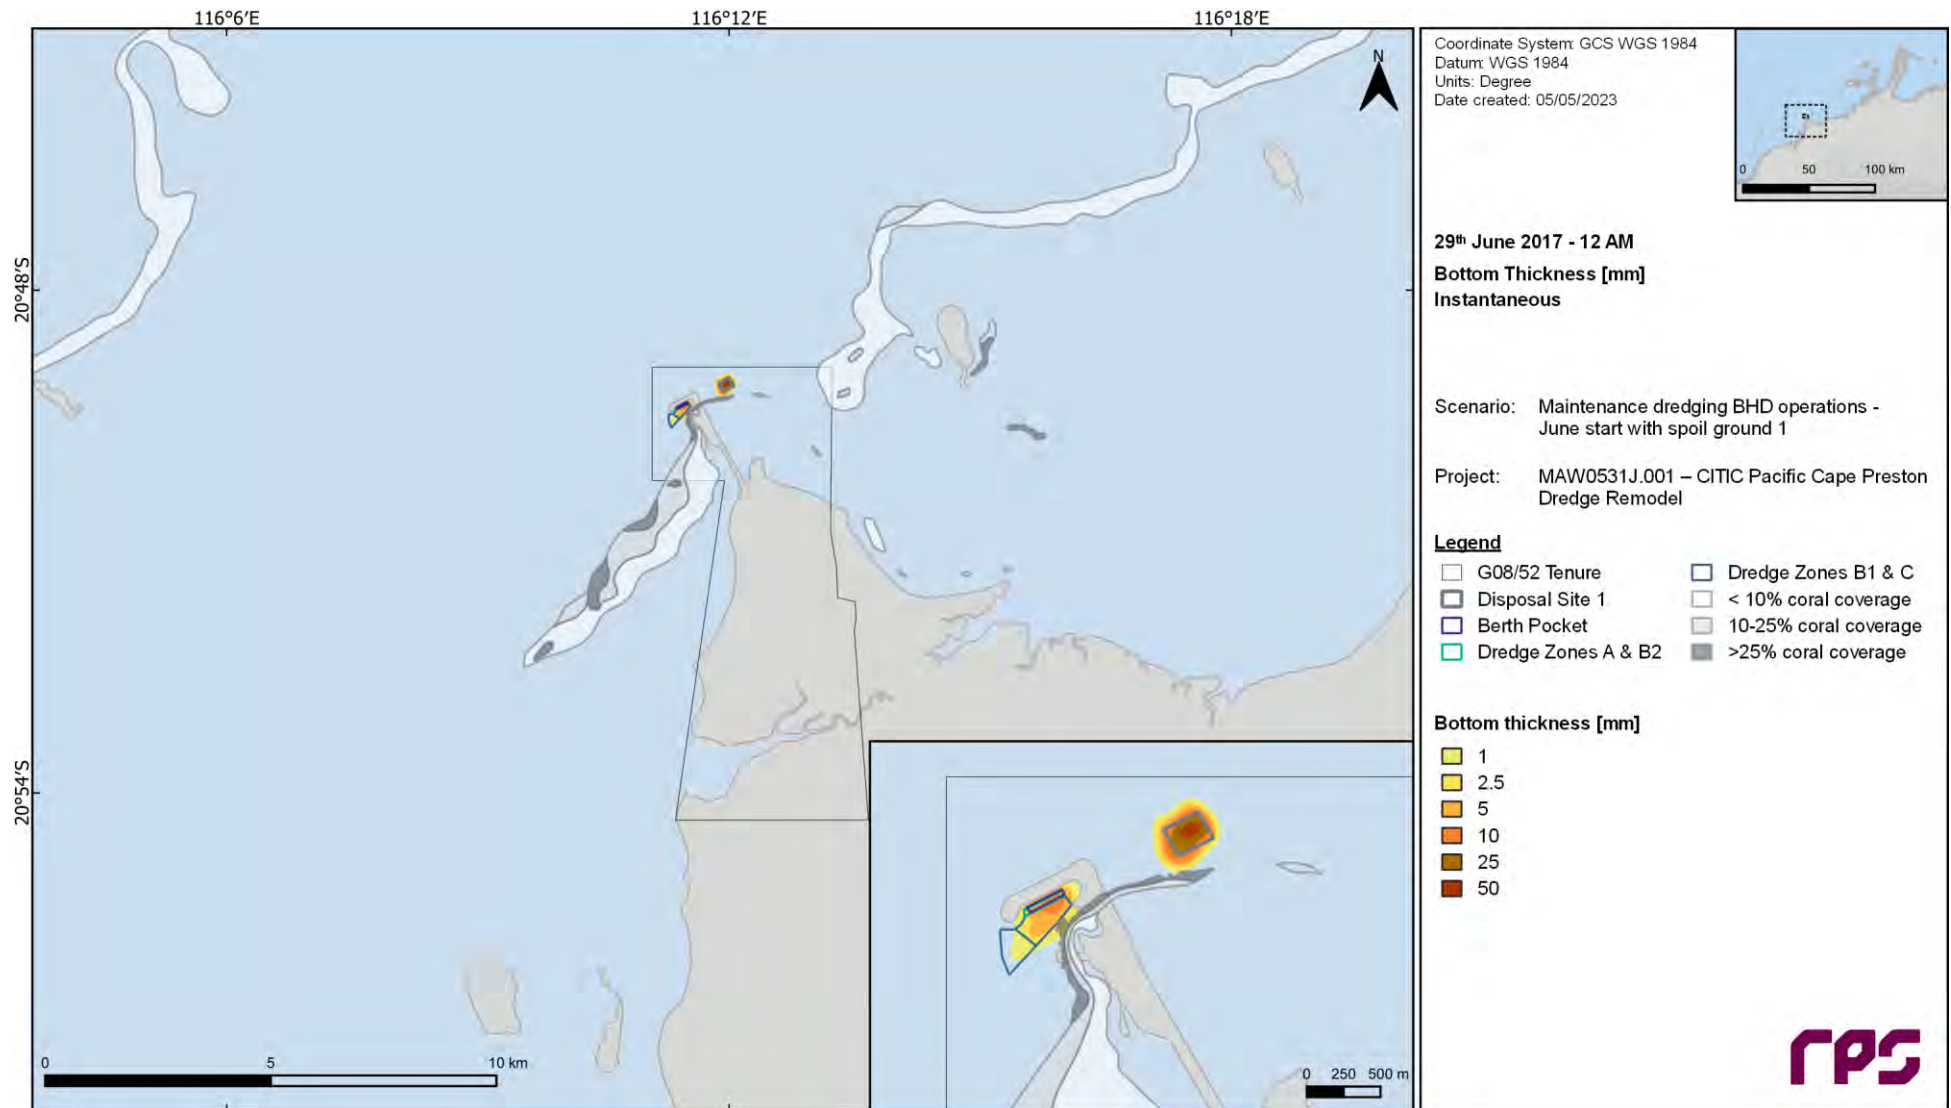 116°6'E
116°12'E
116°18'E
20°48'S
20°54'S
N
0 5 10 km
0 250 500 m
Coordinate System: GCS WGS 1984
Datum: WGS 1984
Units: Degree
Date created: 05/05/2023
0 50 100 km
29th June 2017 - 12 AM
Bottom Thickness [mm]
Instantaneous
Scenario: Maintenance dredging BHD operations -
June start with spoil ground 1
Project: MAW0531J.001 – CITIC Pacific Cape Preston
Dredge Remodel
Legend
G08/52 Tenure
Disposal Site 1
Berth Pocket
Dredge Zones A & B2
Dredge Zones B1 & C
< 10% coral coverage
10-25% coral coverage
>25% coral coverage
Bottom thickness [mm]
1
2.5
5
10
25
50
rps